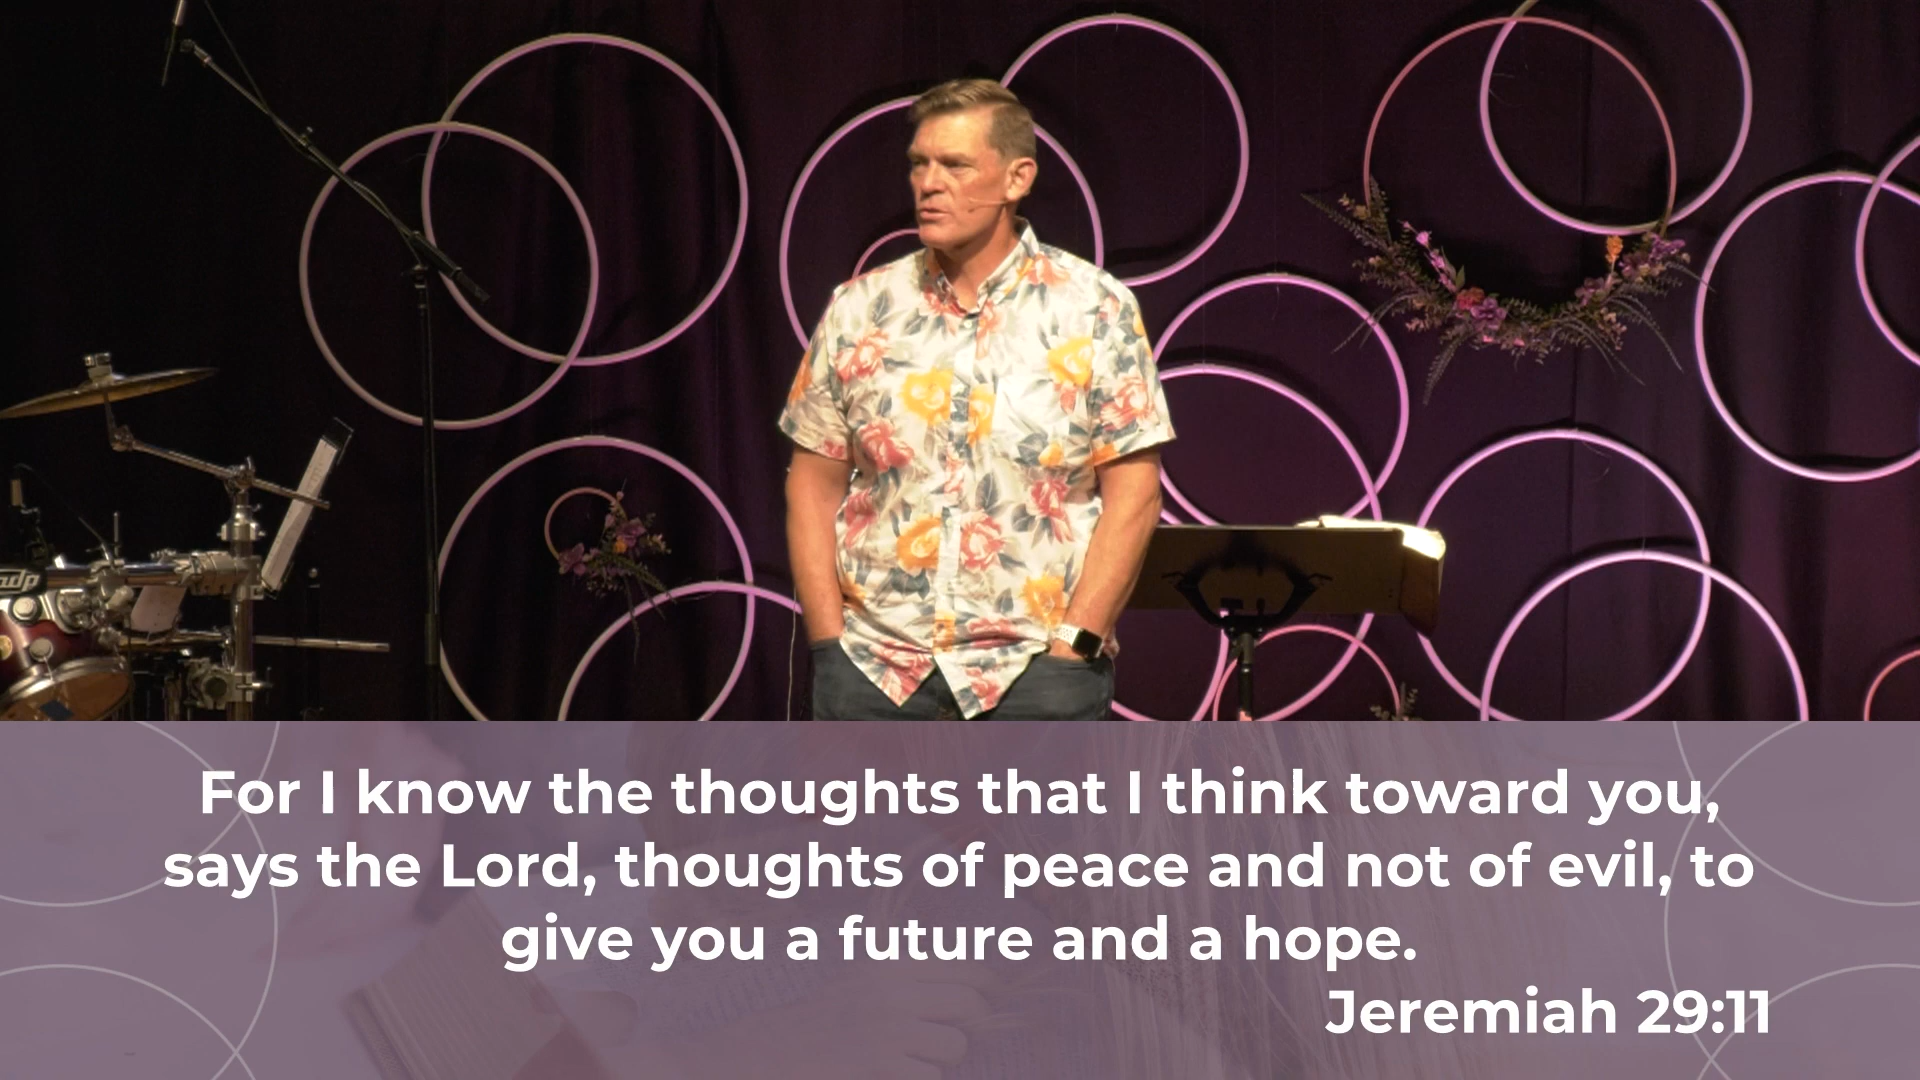 adp
For I know the thoughts that I think toward you,
says the Lord, thoughts of peace and not of evil, to
give you a future and a hope.
Jeremiah 29:11